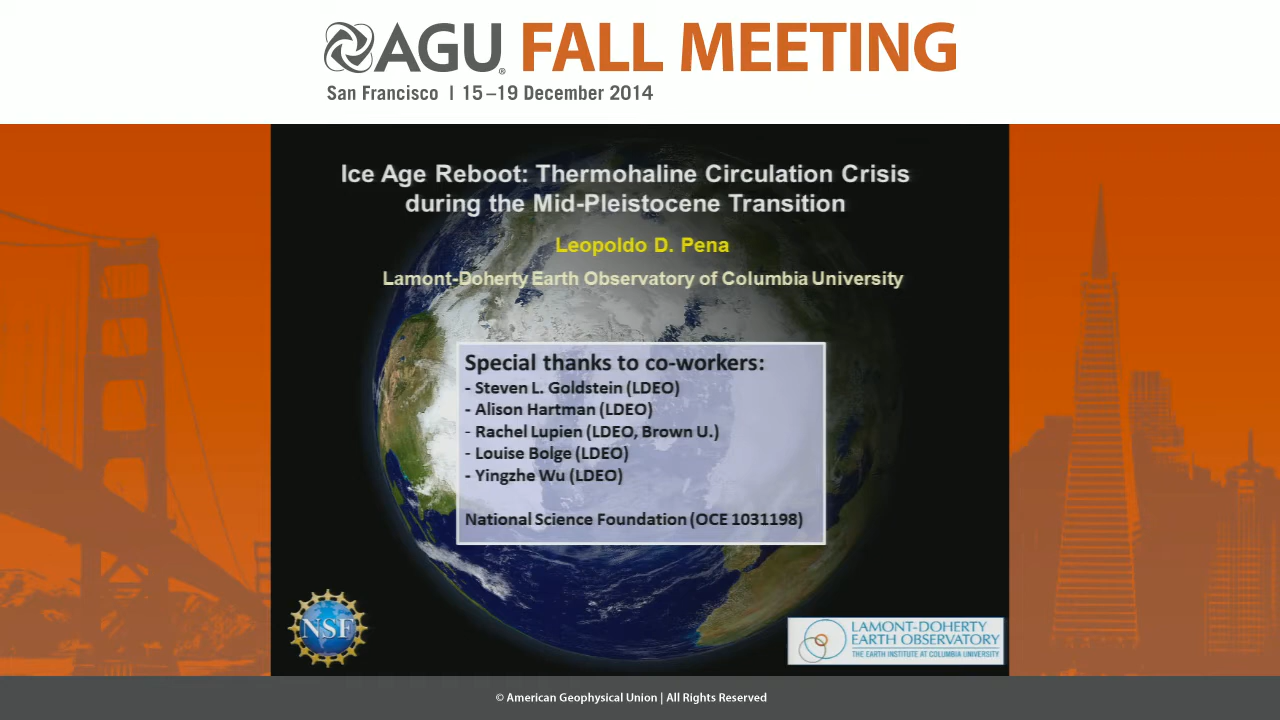 AGU FALL MEETING
San Francisco | 15–19 December 2014
Ice Age Reboot: Thermohaline Circulation Crisis
during the Mid-Pleistocene Transition
Leopoldo D. Pena
Lamont-Doherty Earth Observatory of Columbia University
Special thanks to co-workers:
- Steven L. Goldstein (LDEO)
- Alison Hartman (LDEO)
- Rachel Lupien (LDEO, Brown U.)
- Louise Bolge (LDEO)
- Yingzhe Wu (LDEO)
National Science Foundation (OCE 1031198)
NSF
LAMONT-DOHERTY
EARTH OBSERVATORY
THE EARTH INSTITUTE AT COLUMBIA UNIVERSITY
© American Geophysical Union | All Rights Reserved